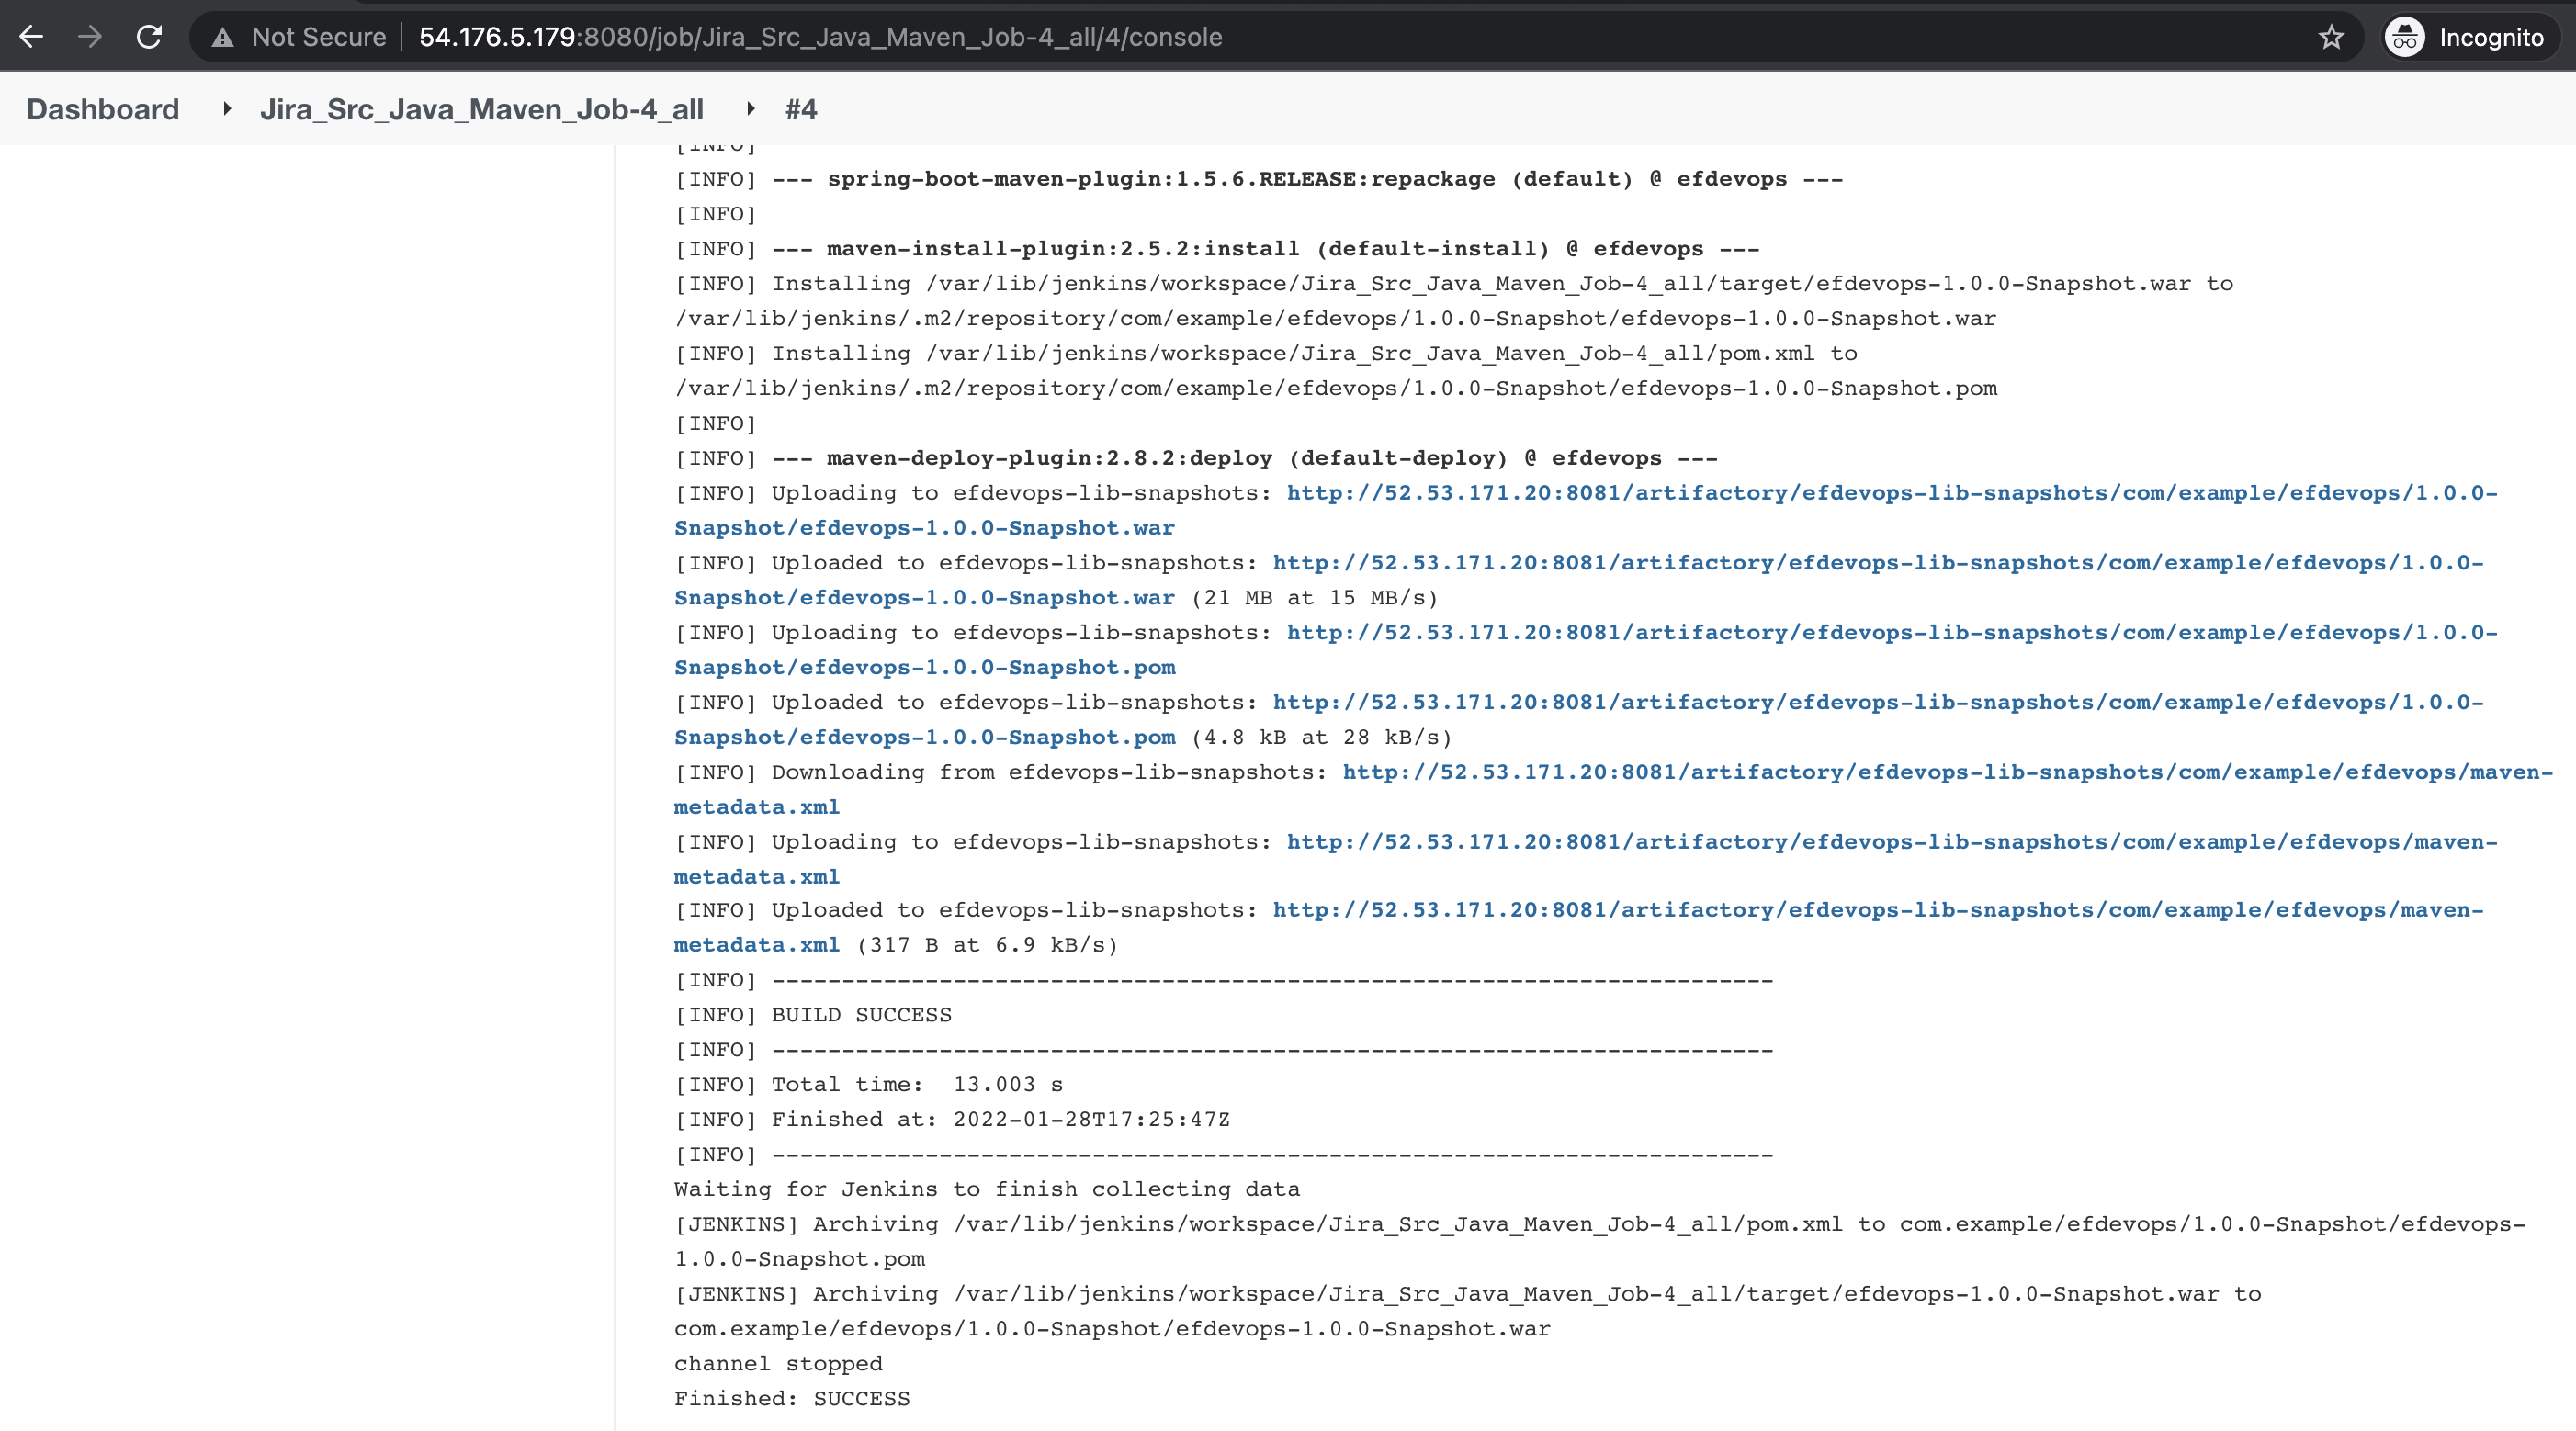 Not Secure 54.176.5.179:8080/job/Jira_Src_Java_Maven_Job-4_all/4/console Incognito
Dashboard Jira_Src_Java_Maven_Job-4_all #4
[INFO]
[INFO] --- spring-boot-maven-plugin:1.5.6.RELEASE:repackage (default) @ efdevops ---
[INFO]
[INFO] --- maven-install-plugin:2.5.2:install (default-install) @ efdevops ---
[INFO] Installing /var/lib/jenkins/workspace/Jira_Src_Java_Maven_Job-4_all/target/efdevops-1.0.0-Snapshot.war to
/var/lib/jenkins/.m2/repository/com/example/efdevops/1.0.0-Snapshot/efdevops-1.0.0-Snapshot.war
[INFO] Installing /var/lib/jenkins/workspace/Jira_Src_Java_Maven_Job-4_all/pom.xml to
/var/lib/jenkins/.m2/repository/com/example/efdevops/1.0.0-Snapshot/efdevops-1.0.0-Snapshot.pom
[INFO]
[INFO] --- maven-deploy-plugin:2.8.2:deploy (default-deploy) @ efdevops ---
[INFO] Uploading to efdevops-lib-snapshots: http://52.53.171.20:8081/artifactory/efdevops-lib-snapshots/com/example/efdevops/1.0.0-
Snapshot/efdevops-1.0.0-Snapshot.war
[INFO] Uploaded to efdevops-lib-snapshots: http://52.53.171.20:8081/artifactory/efdevops-lib-snapshots/com/example/efdevops/1.0.0-
Snapshot/efdevops-1.0.0-Snapshot.war (21 MB at 15 MB/s)
[INFO] Uploading to efdevops-lib-snapshots: http://52.53.171.20:8081/artifactory/efdevops-lib-snapshots/com/example/efdevops/1.0.0-
Snapshot/efdevops-1.0.0-Snapshot.pom
[INFO] Uploaded to efdevops-lib-snapshots: http://52.53.171.20:8081/artifactory/efdevops-lib-snapshots/com/example/efdevops/1.0.0-
Snapshot/efdevops-1.0.0-Snapshot.pom (4.8 kB at 28 kB/s)
[INFO] Downloading from efdevops-lib-snapshots: http://52.53.171.20:8081/artifactory/efdevops-lib-snapshots/com/example/efdevops/maven-
metadata.xml
[INFO] Uploading to efdevops-lib-snapshots: http://52.53.171.20:8081/artifactory/efdevops-lib-snapshots/com/example/efdevops/maven-
metadata.xml
[INFO] Uploaded to efdevops-lib-snapshots: http://52.53.171.20:8081/artifactory/efdevops-lib-snapshots/com/example/efdevops/maven-
metadata.xml (317 B at 6.9 kB/s)
[INFO] ------------------------------------------------------------------------
[INFO] BUILD SUCCESS
[INFO] ------------------------------------------------------------------------
[INFO] Total time:  13.003 s
[INFO] Finished at: 2022-01-28T17:25:47Z
[INFO] ------------------------------------------------------------------------
Waiting for Jenkins to finish collecting data
[JENKINS] Archiving /var/lib/jenkins/workspace/Jira_Src_Java_Maven_Job-4_all/pom.xml to com.example/efdevops/1.0.0-Snapshot/efdevops-
1.0.0-Snapshot.pom
[JENKINS] Archiving /var/lib/jenkins/workspace/Jira_Src_Java_Maven_Job-4_all/target/efdevops-1.0.0-Snapshot.war to
com.example/efdevops/1.0.0-Snapshot/efdevops-1.0.0-Snapshot.war
channel stopped
Finished: SUCCESS